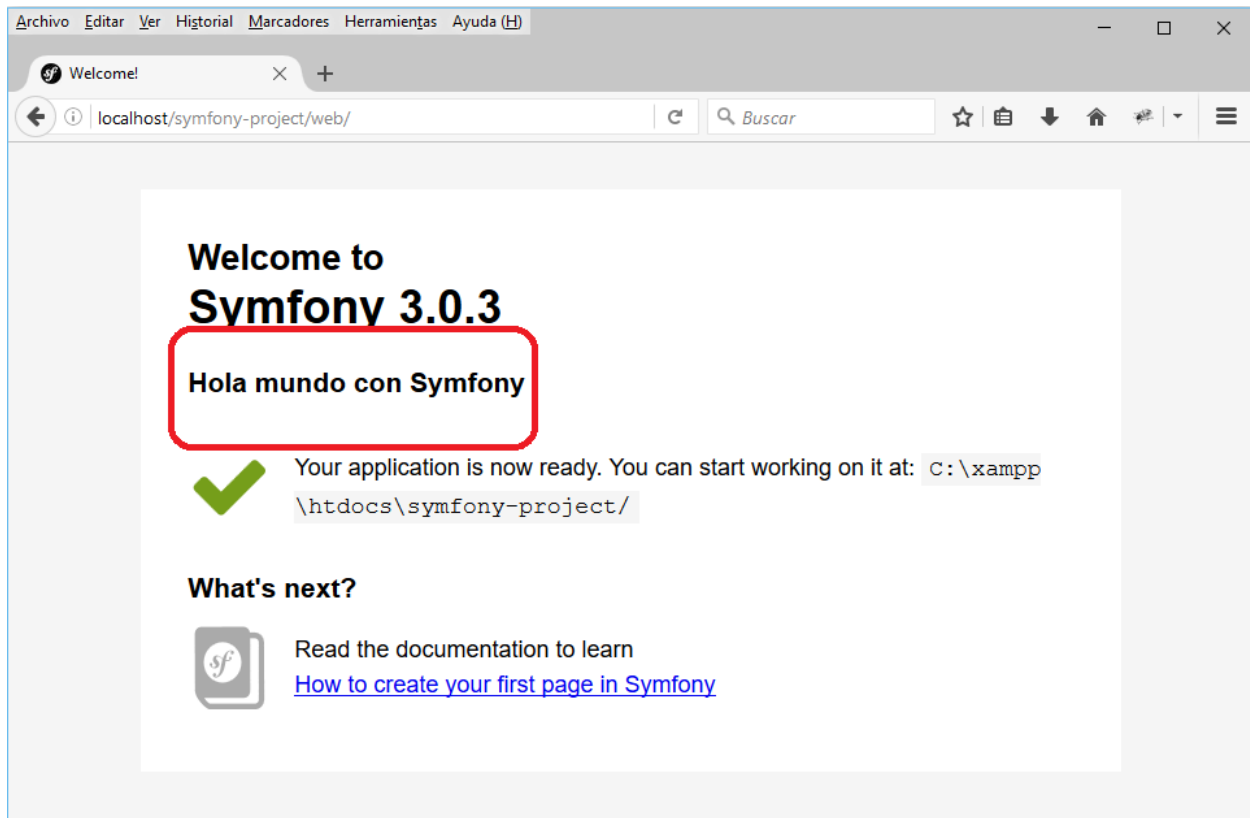 Archivo Editar Ver Historial Marcadores Herramientas Ayuda (H)
sf Welcome!
localhost/symfony-project/web/ Buscar
Welcome to
Symfony 3.0.3
Hola mundo con Symfony
Your application is now ready. You can start working on it at: C:\xampp
\htdocs\symfony-project/
What's next?
sf
Read the documentation to learn
How to create your first page in Symfony